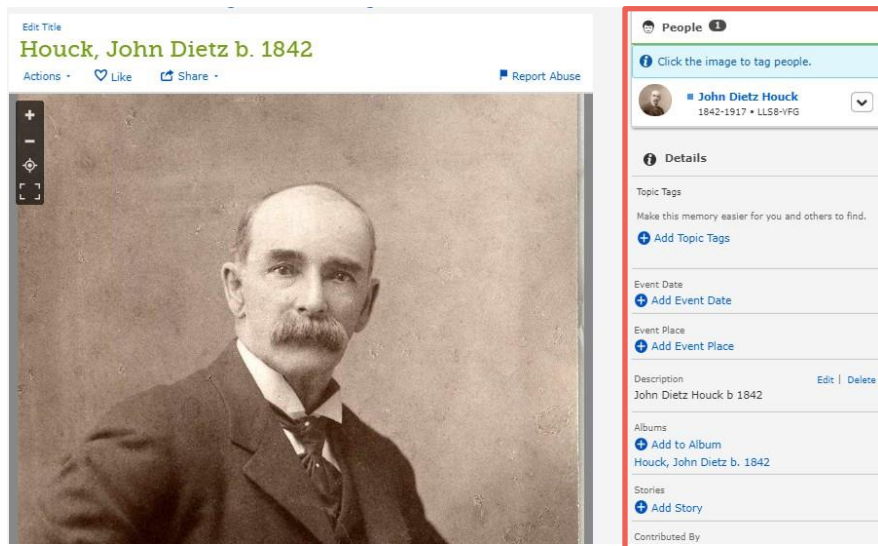 Edit Title
Houck, John Dietz b. 1842
Actions Like Share Report Abuse
People 1
Click the image to tag people.
John Dietz Houck
1842-1917 • LLS8-YFG
Details
Topic Tags
Make this memory easier for you and others to find.
Add Topic Tags
Event Date
Add Event Date
Event Place
Add Event Place
Description Edit | Delete
John Dietz Houck b 1842
Albums
Add to Album
Houck, John Dietz b. 1842
Stories
Add Story
Contributed By